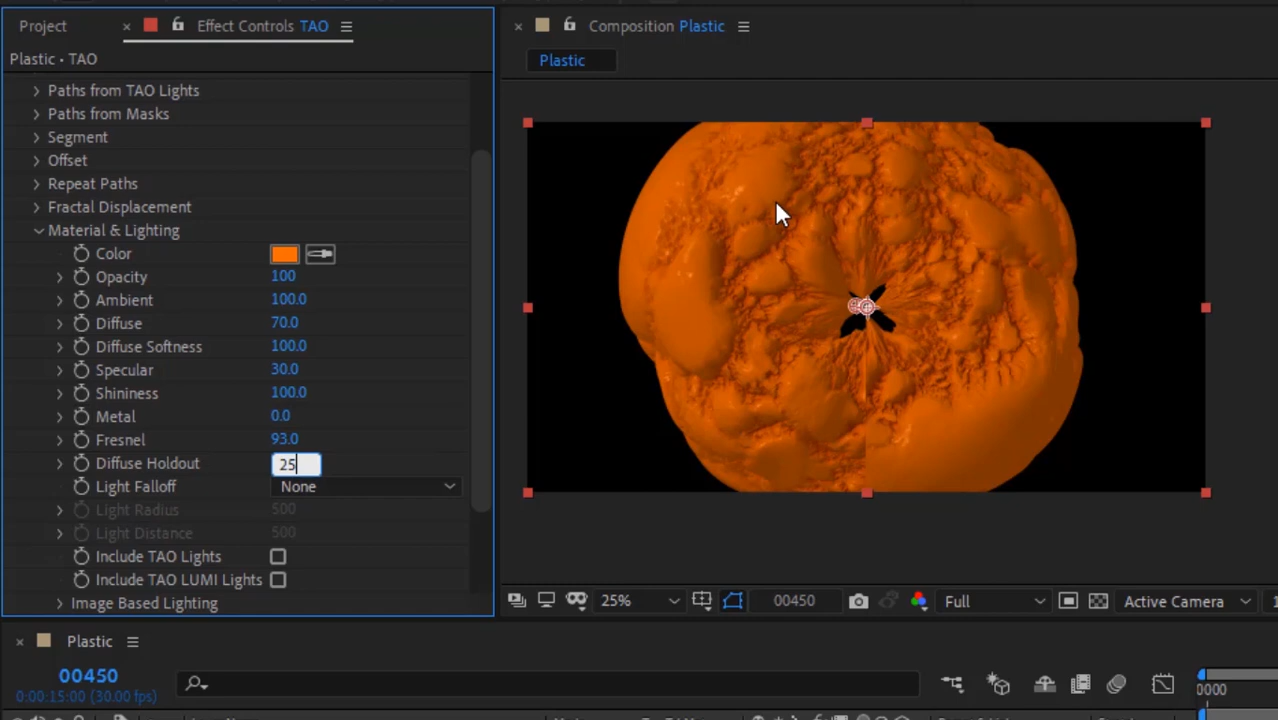 Project
× Effect Controls TAO
× Composition Plastic
Plastic • TAO
Plastic
Paths from TAO Lights
Paths from Masks
Segment
Offset
Repeat Paths
Fractal Displacement
Material & Lighting
Color
Opacity 100
Ambient 100.0
Diffuse 70.0
Diffuse Softness 100.0
Specular 30.0
Shininess 100.0
Metal 0.0
Fresnel 93.0
Diffuse Holdout 25
Light Falloff None
Light Radius 500
Light Distance 500
Include TAO Lights
Include TAO LUMI Lights
Image Based Lighting
25% 00450 Full Active Camera 1
× Plastic
00450
0:00:15:00 (30.00 fps)
0000